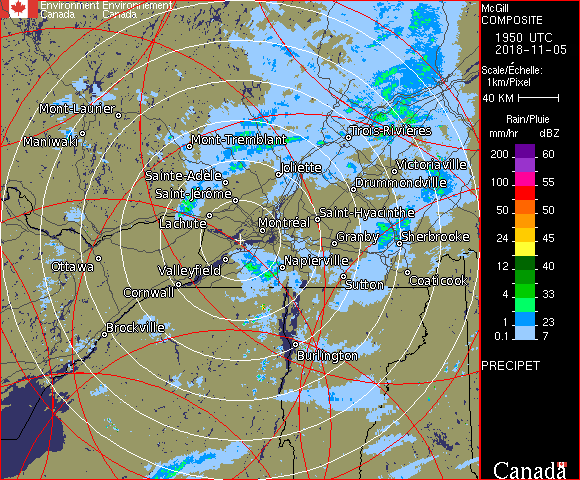 Environment Environnement
Canada Canada
McGill
COMPOSITE
1950 UTC
2018-11-05
Scale/Échelle:
1km/Pixel
40 KM
Rain/Pluie
mm/hr dBZ
200 60
100 55
50 50
24 45
12 40
4 33
1 23
0.1 7
PRECIPET
Canada
Mont-Laurier
Maniwaki
Mont-Tremblant
Trois-Rivières
Joliette
Victoriaville
Sainte-Adèle
Drummondville
Saint-Jérôme
Lachute
Montréal
Saint-Hyacinthe
Granby
Sherbrooke
Ottawa
Valleyfield
Napierville
Cornwall
Sutton
Coaticook
Brockville
Burlington